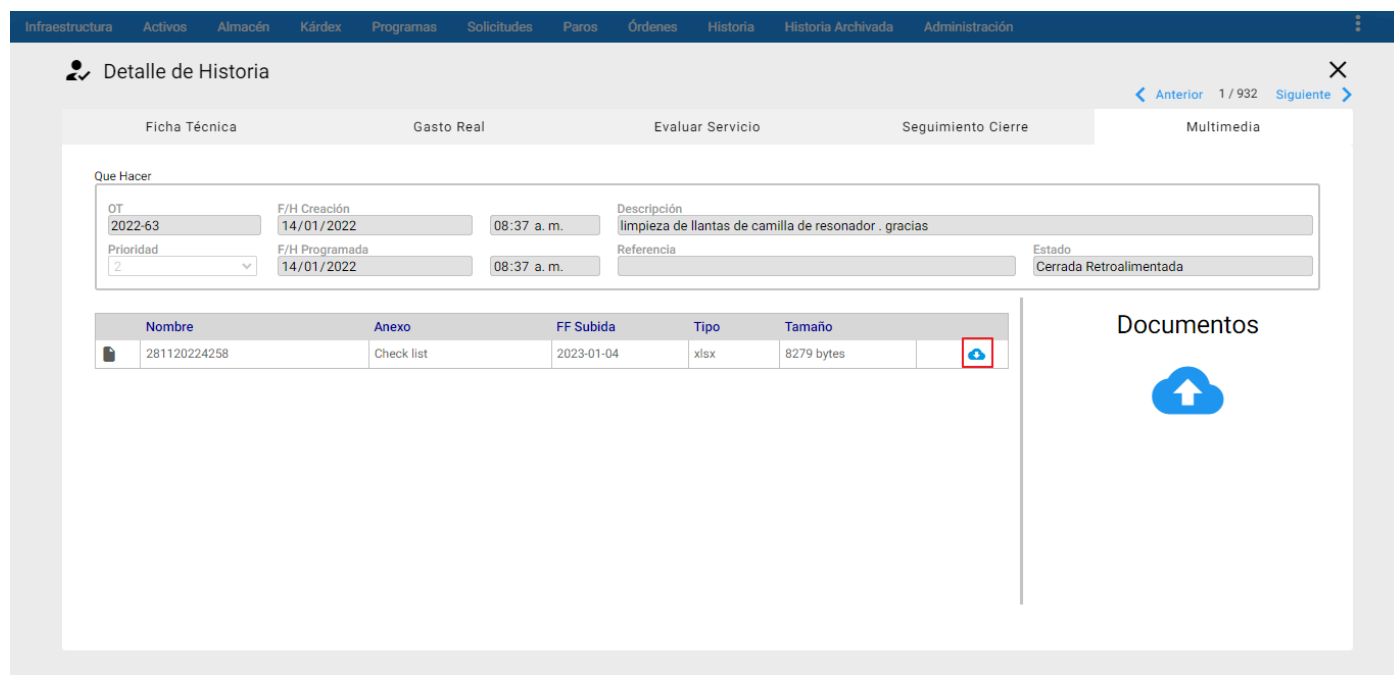 Infraestructura Activos Almacén Kárdex Programas Solicitudes Paros Órdenes Historia Historia Archivada Administración
Detalle de Historia
Anterior 1 / 932 Siguiente
Ficha Técnica Gasto Real Evaluar Servicio Seguimiento Cierre Multimedia
Que Hacer
OT F/H Creación Descripción
2022-63 14/01/2022 08:37 a. m. limpieza de llantas de camilla de resonador . gracias
Prioridad F/H Programada Referencia Estado
2 14/01/2022 08:37 a. m. Cerrada Retroalimentada
Nombre Anexo FF Subida Tipo Tamaño
281120224258 Check list 2023-01-04 xlsx 8279 bytes
Documentos